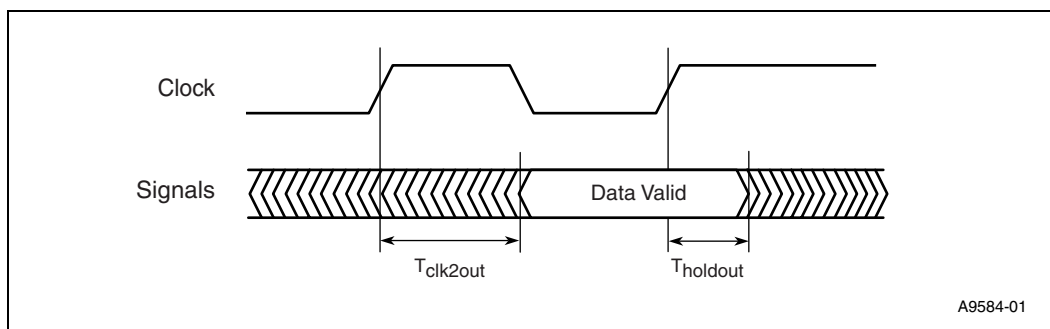 Clock
Signals
Data Valid
Tclk2out
Tholdout
A9584-01